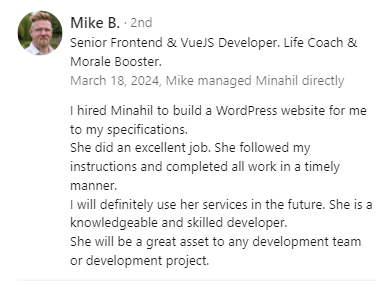 Mike B. · 2nd
Senior Frontend & VueJS Developer. Life Coach &
Morale Booster.
March 18, 2024, Mike managed Minahil directly
I hired Minahil to build a WordPress website for me
to my specifications.
She did an excellent job. She followed my
instructions and completed all work in a timely
manner.
I will definitely use her services in the future. She is a
knowledgeable and skilled developer.
She will be a great asset to any development team
or development project.